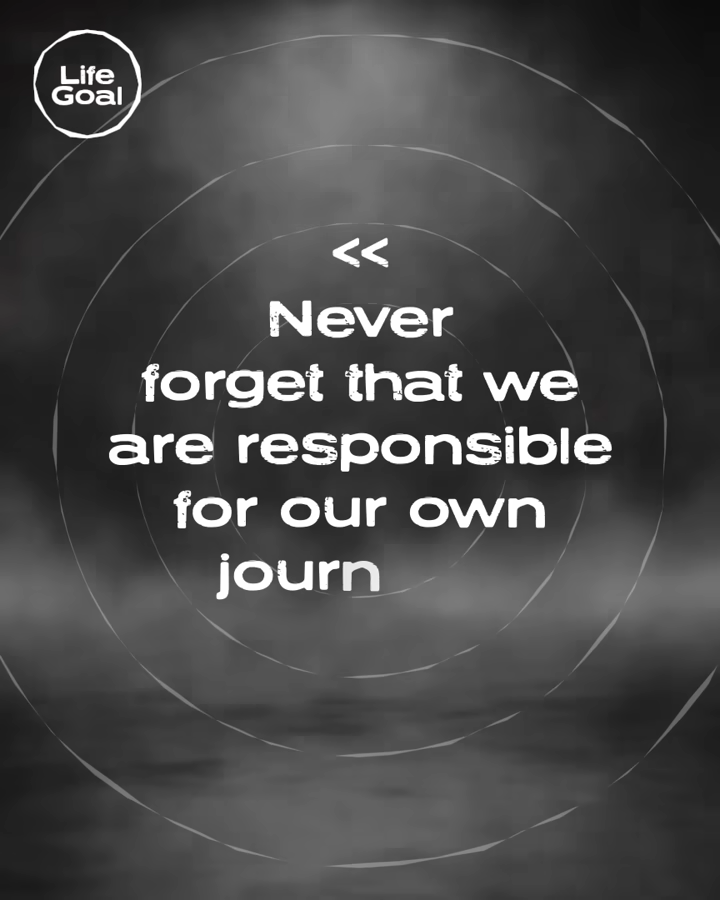 Life
Goal
<<
Never
forget that we
are responsible
for our own
journ